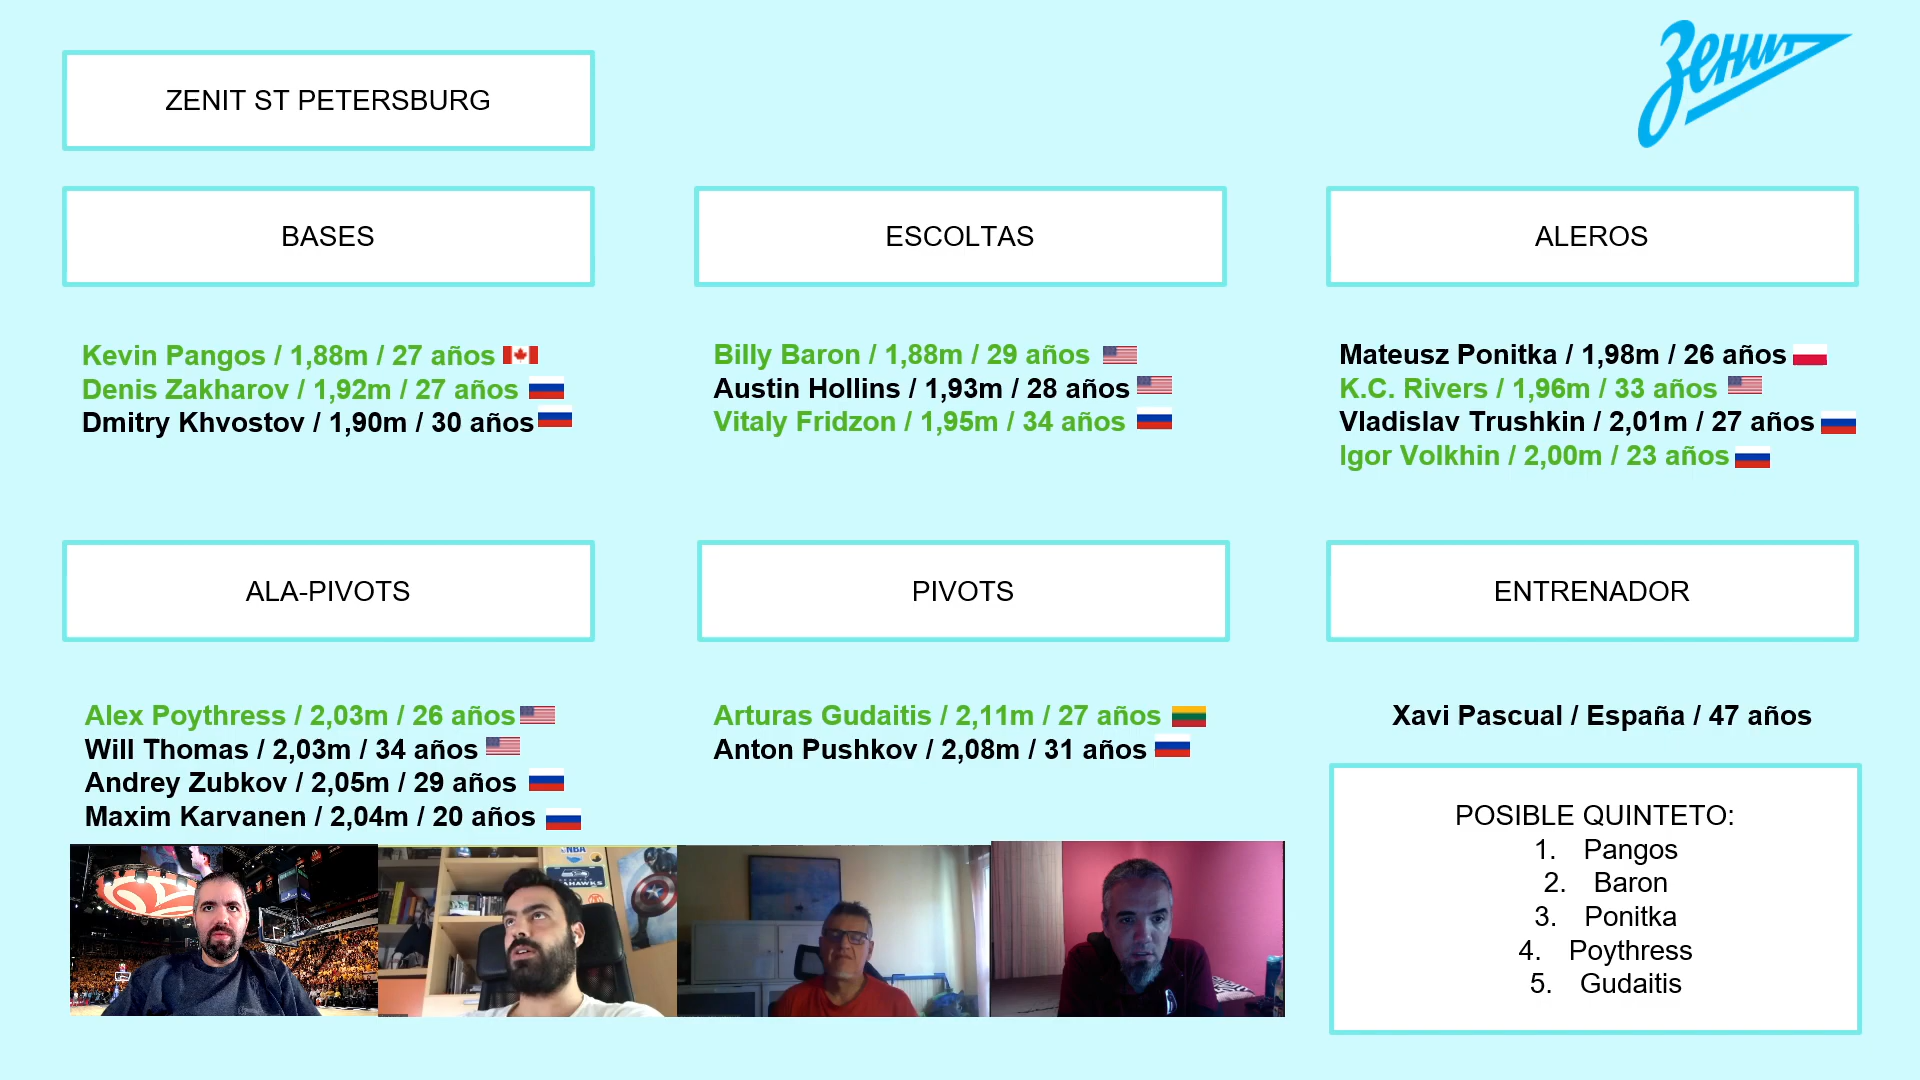 Зенит
ZENIT ST PETERSBURG
BASES
ESCOLTAS
ALEROS
Kevin Pangos / 1,88m / 27 años
Denis Zakharov / 1,92m / 27 años
Dmitry Khvostov / 1,90m / 30 años
Billy Baron / 1,88m / 29 años
Austin Hollins / 1,93m / 28 años
Vitaly Fridzon / 1,95m / 34 años
Mateusz Ponitka / 1,98m / 26 años
K.C. Rivers / 1,96m / 33 años
Vladislav Trushkin / 2,01m / 27 años
Igor Volkhin / 2,00m / 23 años
ALA-PIVOTS
PIVOTS
ENTRENADOR
Alex Poythress / 2,03m / 26 años
Will Thomas / 2,03m / 34 años
Andrey Zubkov / 2,05m / 29 años
Maxim Karvanen / 2,04m / 20 años
Arturas Gudaitis / 2,11m / 27 años
Anton Pushkov / 2,08m / 31 años
Xavi Pascual / España / 47 años
POSIBLE QUINTETO:
1. Pangos
2. Baron
3. Ponitka
4. Poythress
5. Gudaitis
NBA